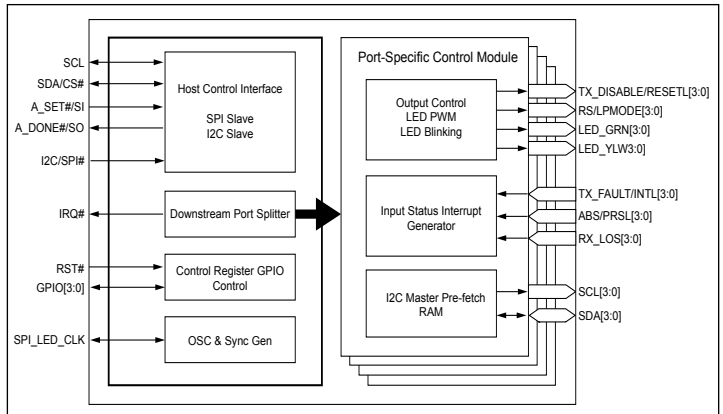 SCL
SDA/CS#
A_SET#/SI
A_DONE#/SO
I2C/SPI#
IRQ#
RST#
GPIO[3:0]
SPI_LED_CLK
Host Control Interface
SPI Slave
I2C Slave
Downstream Port Splitter
Control Register GPIO
Control
OSC & Sync Gen
Port-Specific Control Module
Output Control
LED PWM
LED Blinking
Input Status Interrupt
Generator
I2C Master Pre-fetch
RAM
TX_DISABLE/RESETL[3:0]
RS/LPMODE[3:0]
LED_GRN[3:0]
LED_YLW3:0]
TX_FAULT/INTL[3:0]
ABS/PRSL[3:0]
RX_LOS[3:0]
SCL[3:0]
SDA[3:0]